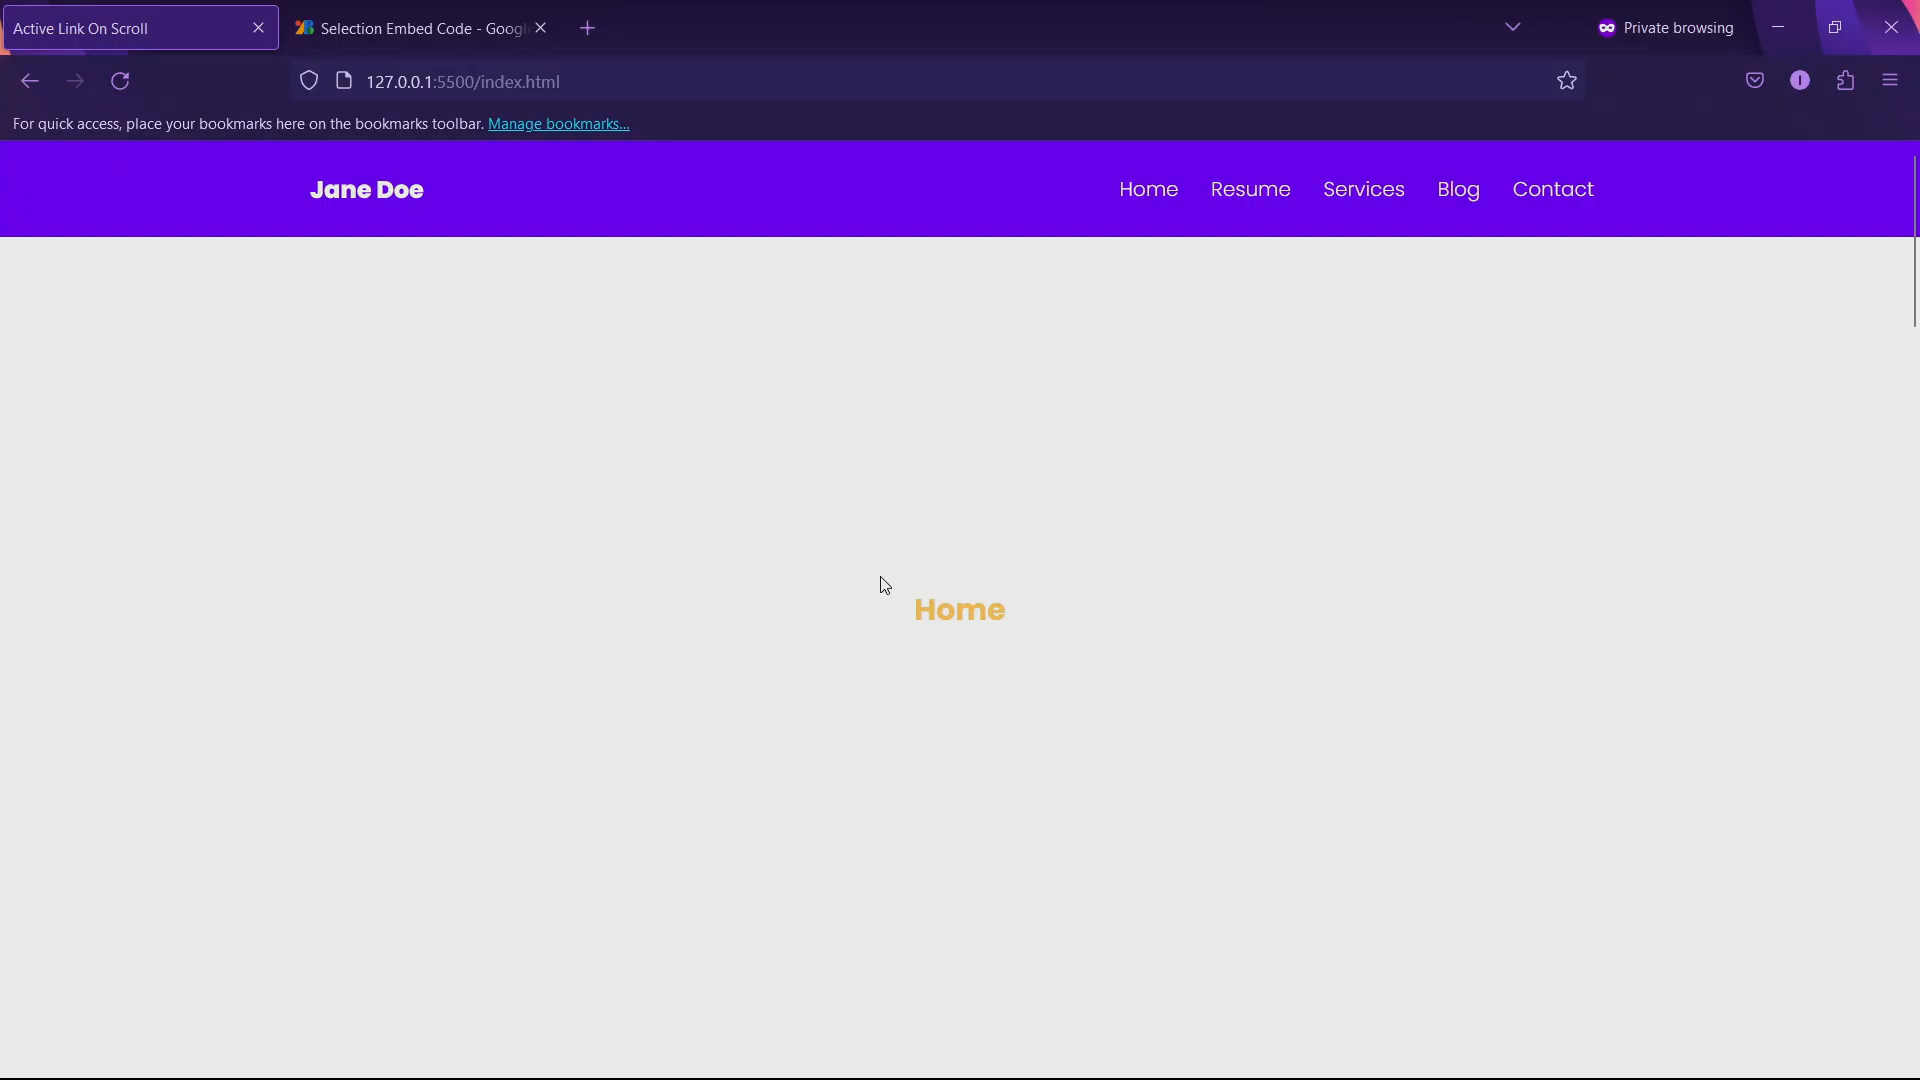 Active Link On Scroll
Selection Embed Code - Googl
Private browsing
127.0.0.1:5500/index.html
For quick access, place your bookmarks here on the bookmarks toolbar. Manage bookmarks...
Jane Doe
Home Resume Services Blog Contact
Home